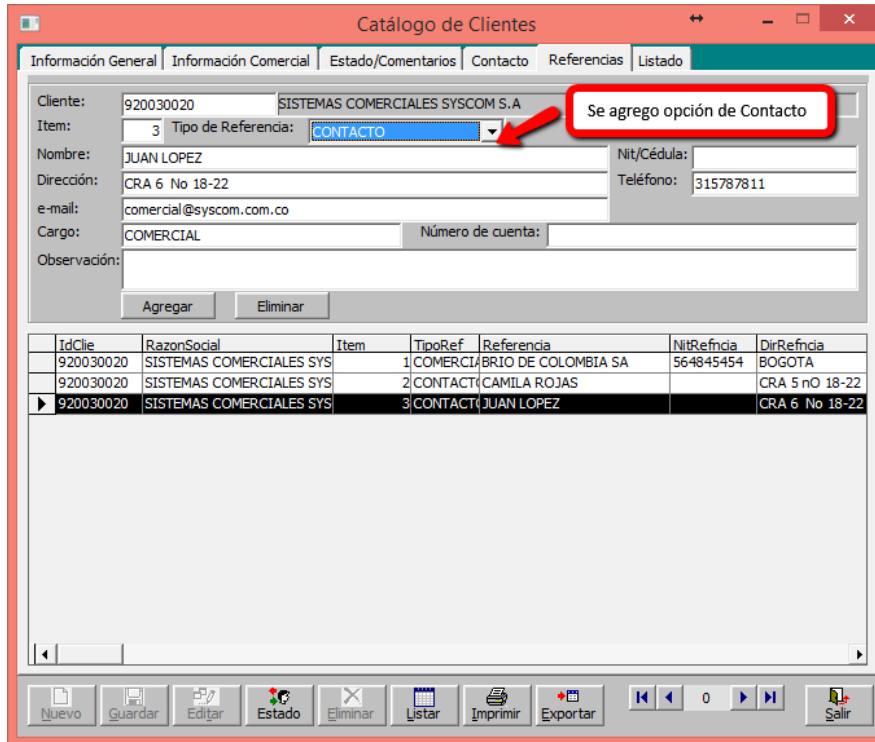 Catálogo de Clientes
Información General Información Comercial Estado/Comentarios Contacto Referencias Listado
Cliente: 920030020 SISTEMAS COMERCIALES SYSCOM S.A
Se agrego opción de Contacto
Item: 3 Tipo de Referencia: CONTACTO
Nombre: JUAN LOPEZ Nit/Cédula:
Dirección: CRA 6 No 18-22 Teléfono: 315787811
e-mail: comercial@syscom.com.co
Cargo: COMERCIAL Número de cuenta:
Observación:
Agregar Eliminar
IdClie RazonSocial Item TipoRef Referencia NitRefncia DirRefncia
920030020 SISTEMAS COMERCIALES SYS 1 COMERCIA BRIO DE COLOMBIA SA 564845454 BOGOTA
920030020 SISTEMAS COMERCIALES SYS 2 CONTACTO CAMILA ROJAS CRA 5 nO 18-22
920030020 SISTEMAS COMERCIALES SYS 3 CONTACTO JUAN LOPEZ CRA 6 No 18-22
Nuevo Guardar Editar Estado Eliminar Listar Imprimir Exportar 0 Salir